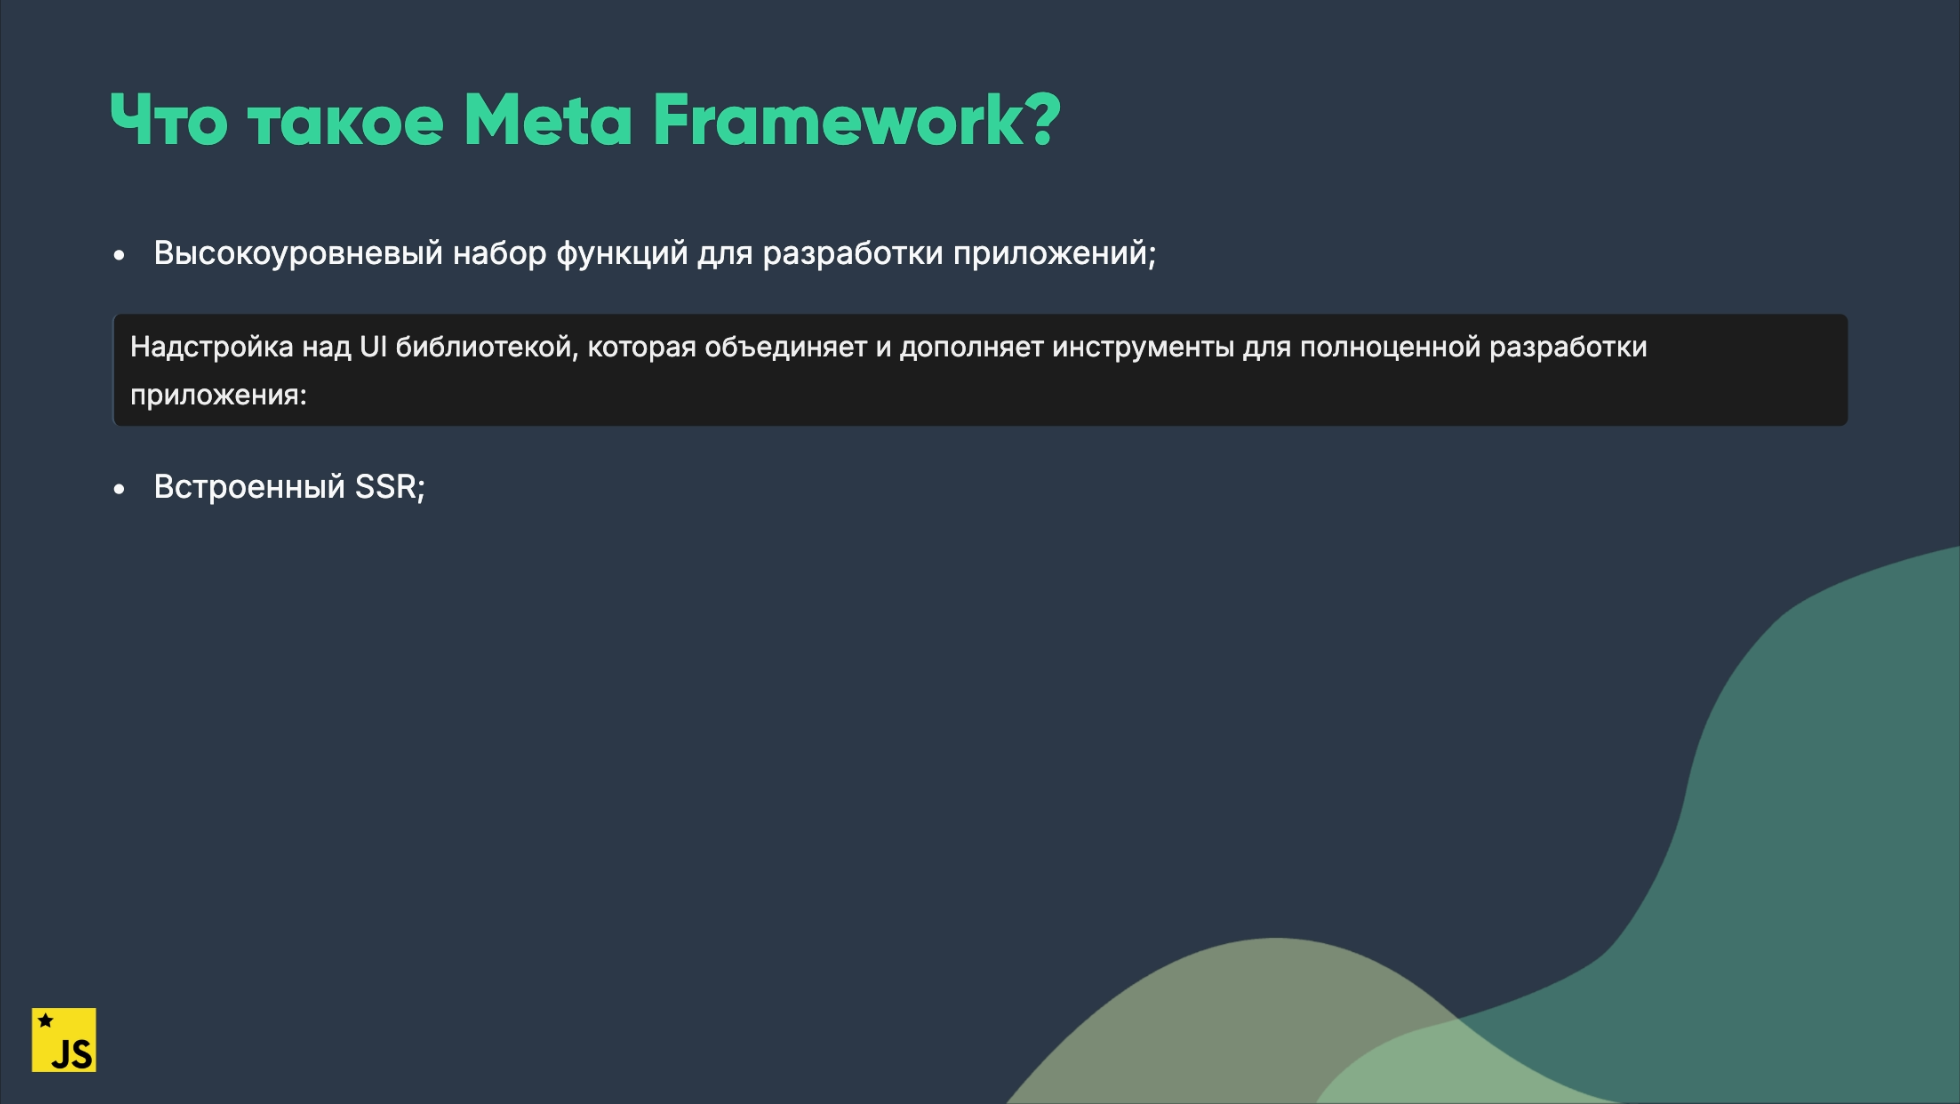 Что такое Meta Framework?
• Высокоуровневый набор функций для разработки приложений;
Надстройка над UI библиотекой, которая объединяет и дополняет инструменты для полноценной разработки
приложения:
• Встроенный SSR;
JS